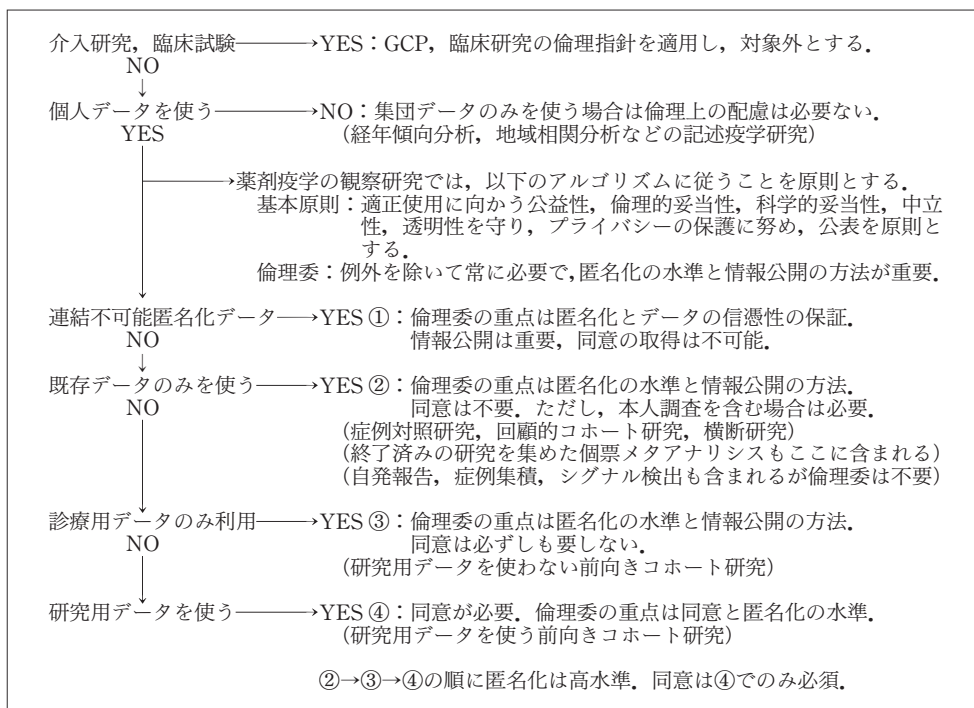 介入研究，臨床試験――→YES：GCP，臨床研究の倫理指針を適用し，対象外とする．
NO
↓
個人データを使う――→NO：集団データのみを使う場合は倫理上の配慮は必要ない．
YES （経年傾向分析，地域相関分析などの記述疫学研究）
→薬剤疫学の観察研究では，以下のアルゴリズムに従うことを原則とする．
基本原則：適正使用に向かう公益性，倫理的妥当性，科学的妥当性，中立
性，透明性を守り，プライバシーの保護に努め，公表を原則と
する．
倫理委：例外を除いて常に必要で，匿名化の水準と情報公開の方法が重要．
連結不可能匿名化データ――→YES①：倫理委の重点は匿名化とデータの信憑性の保証．
NO 情報公開は重要，同意の取得は不可能．
↓
既存データのみを使う――→YES②：倫理委の重点は匿名化の水準と情報公開の方法．
NO 同意は不要．ただし，本人調査を含む場合は必要．
（症例対照研究，回顧的コホート研究，横断研究）
（終了済みの研究を集めた個票メタアナリシスもここに含まれる）
（自発報告，症例集積，シグナル検出も含まれるが倫理委は不要）
診療用データのみ利用――→YES③：倫理委の重点は匿名化の水準と情報公開の方法．
NO 同意は必ずしも要しない．
（研究用データを使わない前向きコホート研究）
研究用データを使う――→YES④：同意が必要．倫理委の重点は同意と匿名化の水準．
（研究用データを使う前向きコホート研究）
②→③→④の順に匿名化は高水準．同意は④でのみ必須．